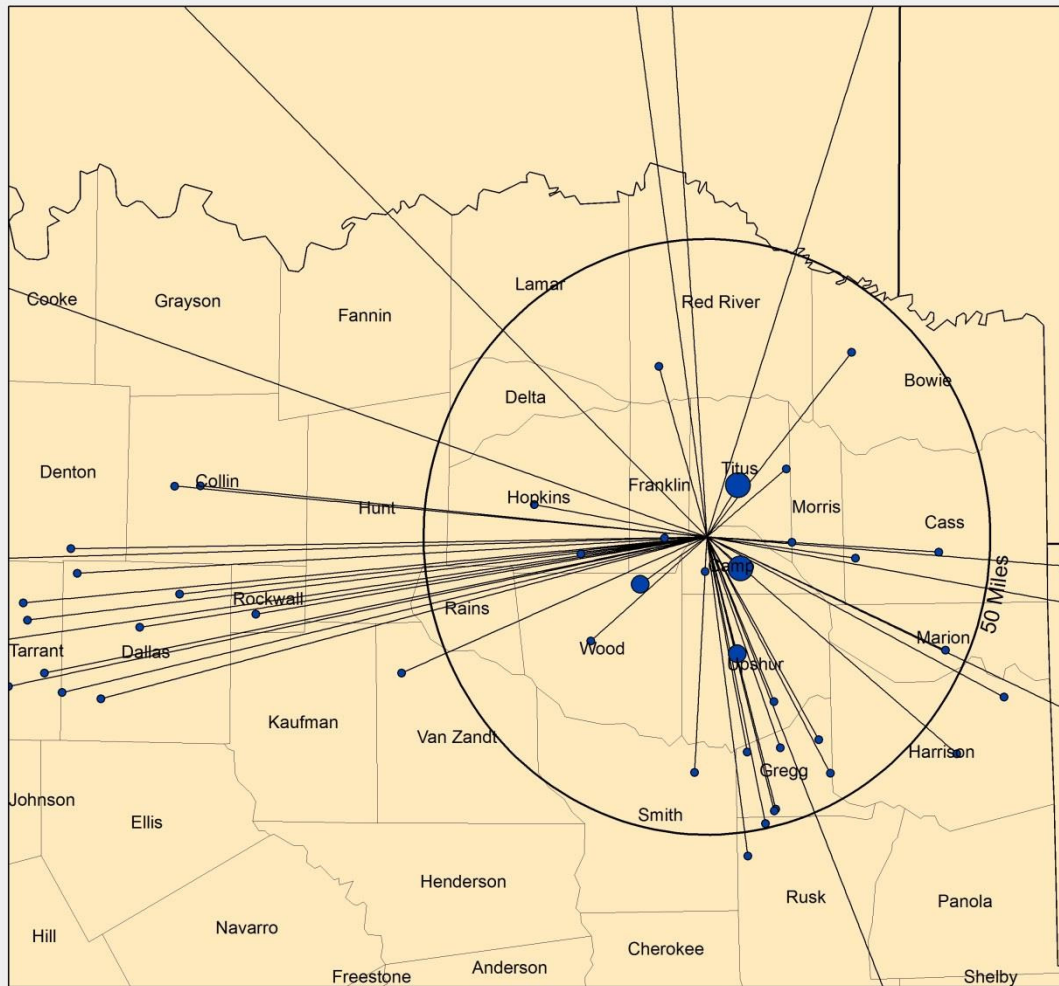 Lamar
Cooke
Grayson
Red River
Fannin
Bowie
Delta
Denton
Collin
Titus
Franklin
Hopkins
Hunt
Morris
Cass
Camp
Rockwall
Rains
50 Miles
Marion
Tarrant
Dallas
Wood
Upshur
Kaufman
Van Zandt
Harrison
Gregg
Johnson
Ellis
Smith
Henderson
Rusk
Panola
Navarro
Hill
Cherokee
Anderson
Freestone
Shelby